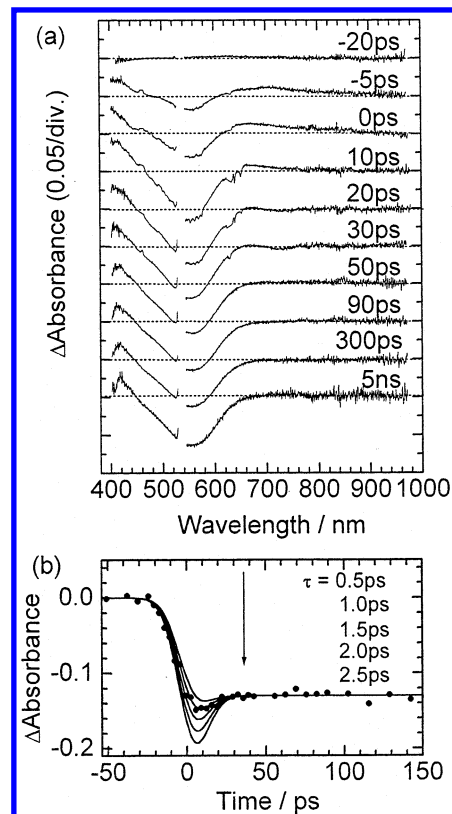 (a)
-20ps
-5ps
0ps
10ps
20ps
30ps
50ps
90ps
300ps
5ns
ΔAbsorbance (0.05/div.)
400 500 600 700 800 900 1000
Wavelength / nm
(b)
τ = 0.5ps
1.0ps
1.5ps
2.0ps
2.5ps
0.0
-0.1
-0.2
ΔAbsorbance
-50 0 50 100 150
Time / ps